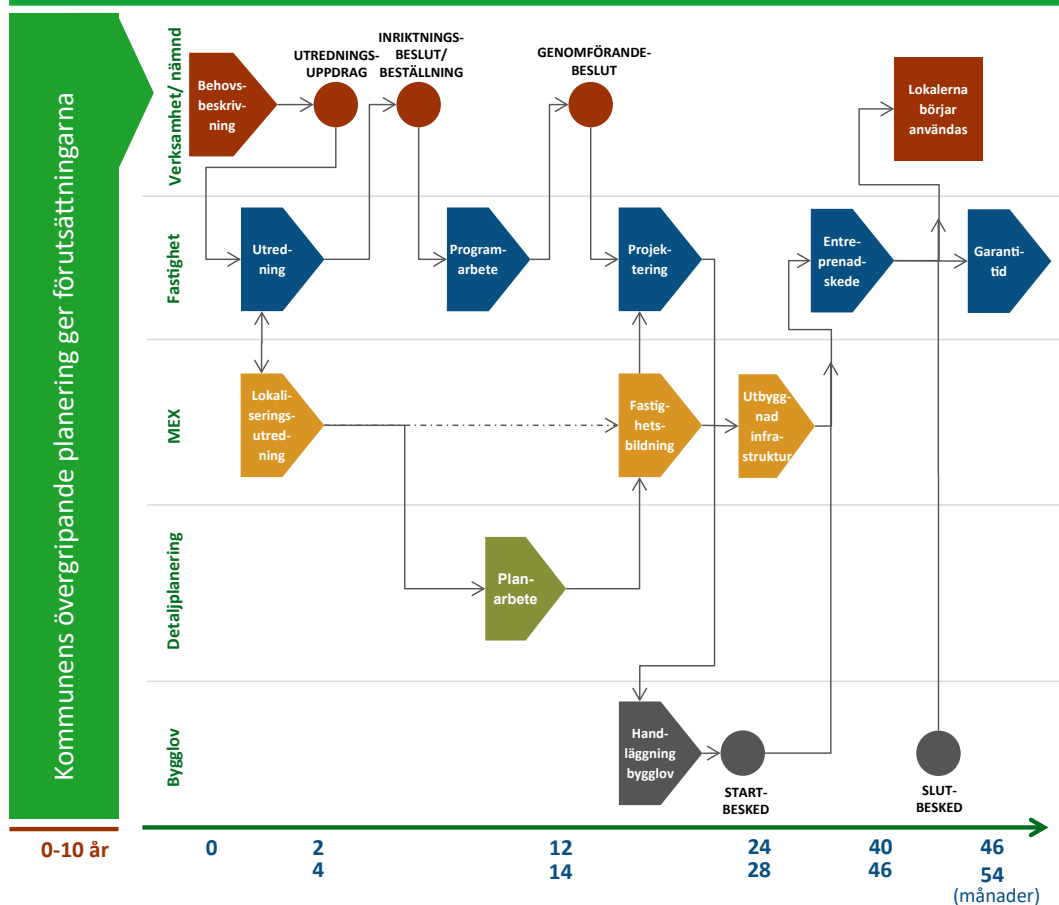 Kommunens övergripande planering ger förutsättningarna
0-10 år
Verksamhet/ nämnd
Behovs-
beskriv-
ning
UTREDNINGS-
UPPDRAG
INRIKTNINGS-
BESLUT/
BESTÄLLNING
GENOMFÖRANDE-
BESLUT
Lokalerna
börjar
användas
Fastighet
Utred-
ning
Program-
arbete
Projek-
tering
Entre-
prenad-
skede
Garanti-
tid
MEX
Lokali-
serings-
utred-
ning
Fastig-
hets-
bildning
Utbygg-
nad
infra-
struktur
Detaljplanering
Plan-
arbete
Bygglov
Hand-
läggning
bygglov
START-
BESKED
SLUT-
BESKED
0 2 12 24 40 46
4 14 28 46 54
(månader)